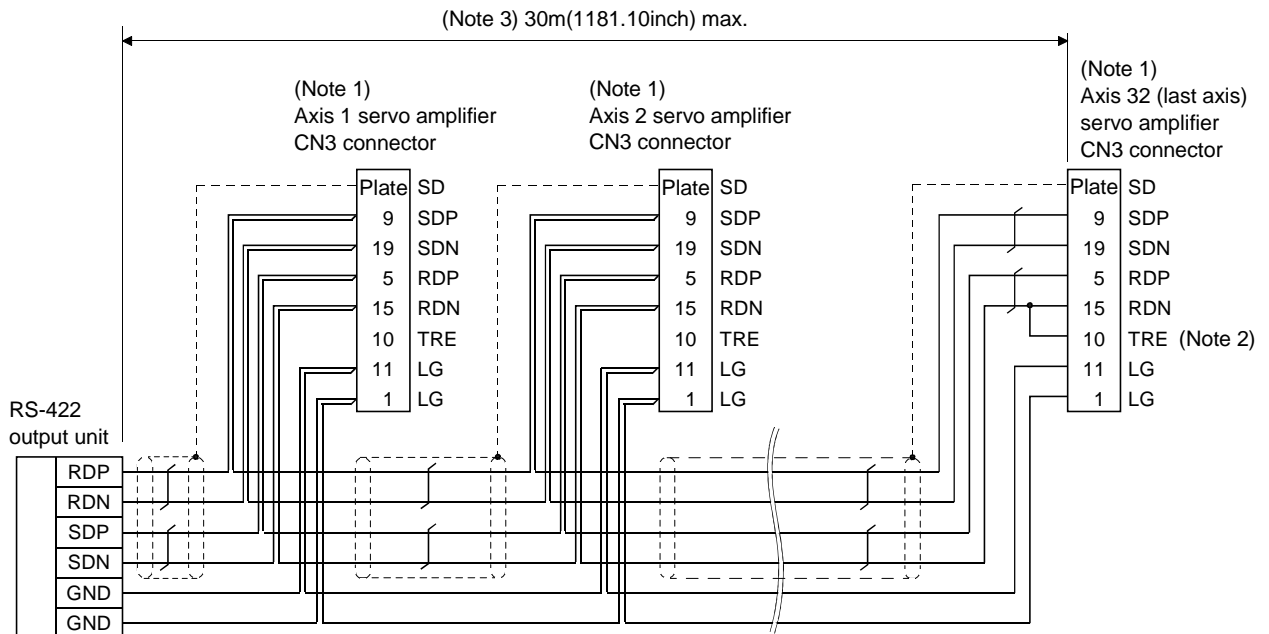 (Note 3) 30m(1181.10inch) max.
(Note 1)
Axis 1 servo amplifier
CN3 connector
(Note 1)
Axis 2 servo amplifier
CN3 connector
(Note 1)
Axis 32 (last axis)
servo amplifier
CN3 connector
Plate SD
9 SDP
19 SDN
5 RDP
15 RDN
10 TRE
11 LG
1 LG
Plate SD
9 SDP
19 SDN
5 RDP
15 RDN
10 TRE
11 LG
1 LG
Plate SD
9 SDP
19 SDN
5 RDP
15 RDN
10 TRE (Note 2)
11 LG
1 LG
RS-422
output unit
RDP
RDN
SDP
SDN
GND
GND